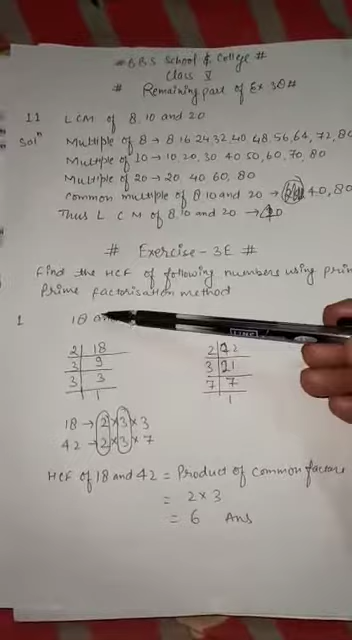 # BBS School & College #
Class V
# Remaining part of Ex 3D #
11 LCM of 8, 10 and 20
Solⁿ Multiple of 8 → 8 16 24 32, 40 48, 56, 64, 72, 80
Multiple of 10 → 10, 20, 30 40 50, 60, 70, 80
Multiple of 20 → 20 40 60, 80
Common multiple of 8 10 and 20 → 40, 80
Thus L C M of 8, 10 and 20 → 40
# Exercise - 3E #
Find the HCF of following numbers using prim
Prime factorisation method
1 18
2 18
3 9
3 3
1
2 42
3 21
7 7
1
18 → 2 × 3 × 3
42 → 2 × 3 × 7
HCF of 18 and 42 = Product of common factors
= 2 × 3
= 6 Ans
LINC